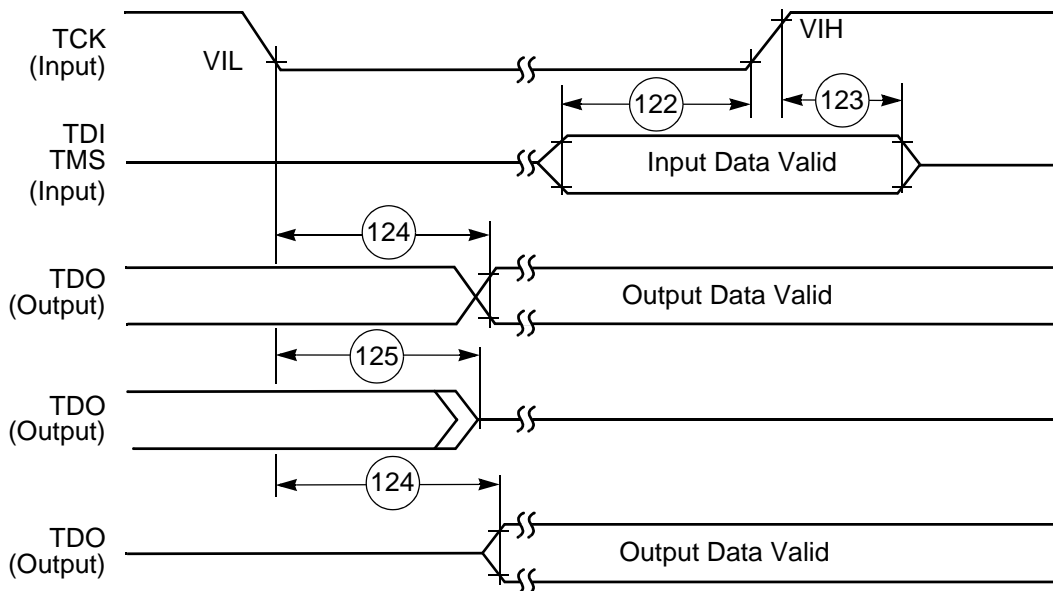 TCK
(Input)
VIL
VIH
122
123
TDI
TMS
(Input)
Input Data Valid
124
TDO
(Output)
Output Data Valid
125
TDO
(Output)
124
TDO
(Output)
Output Data Valid